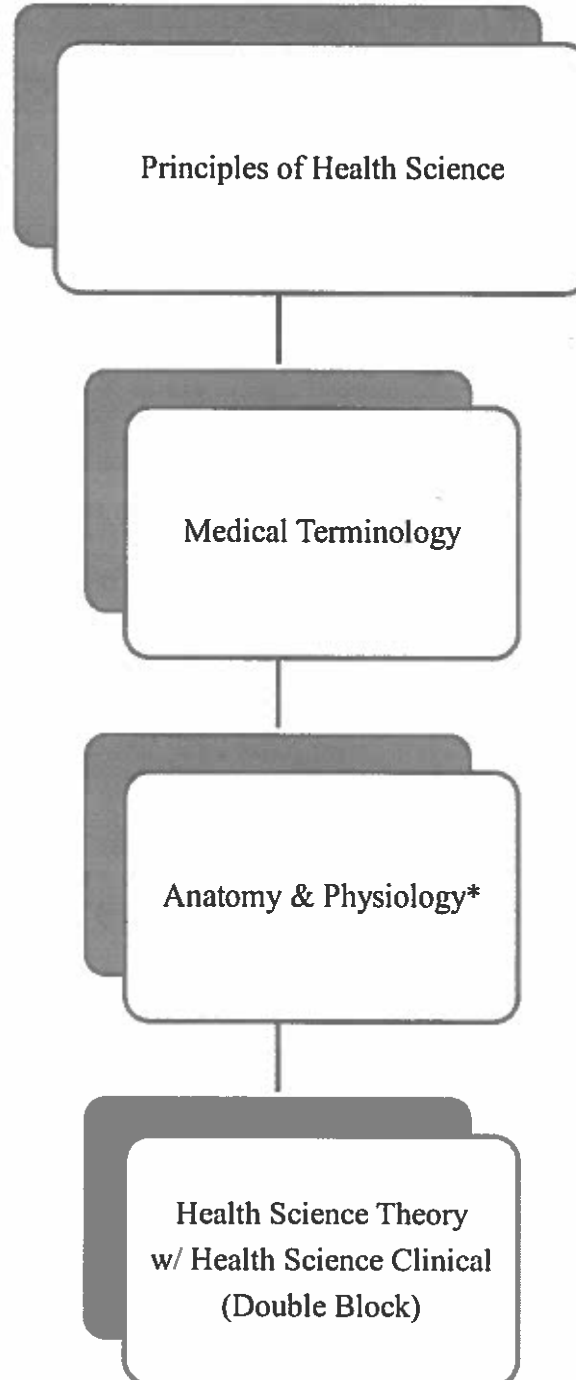 Principles of Health Science
Medical Terminology
Anatomy & Physiology*
Health Science Theory
w/ Health Science Clinical
(Double Block)